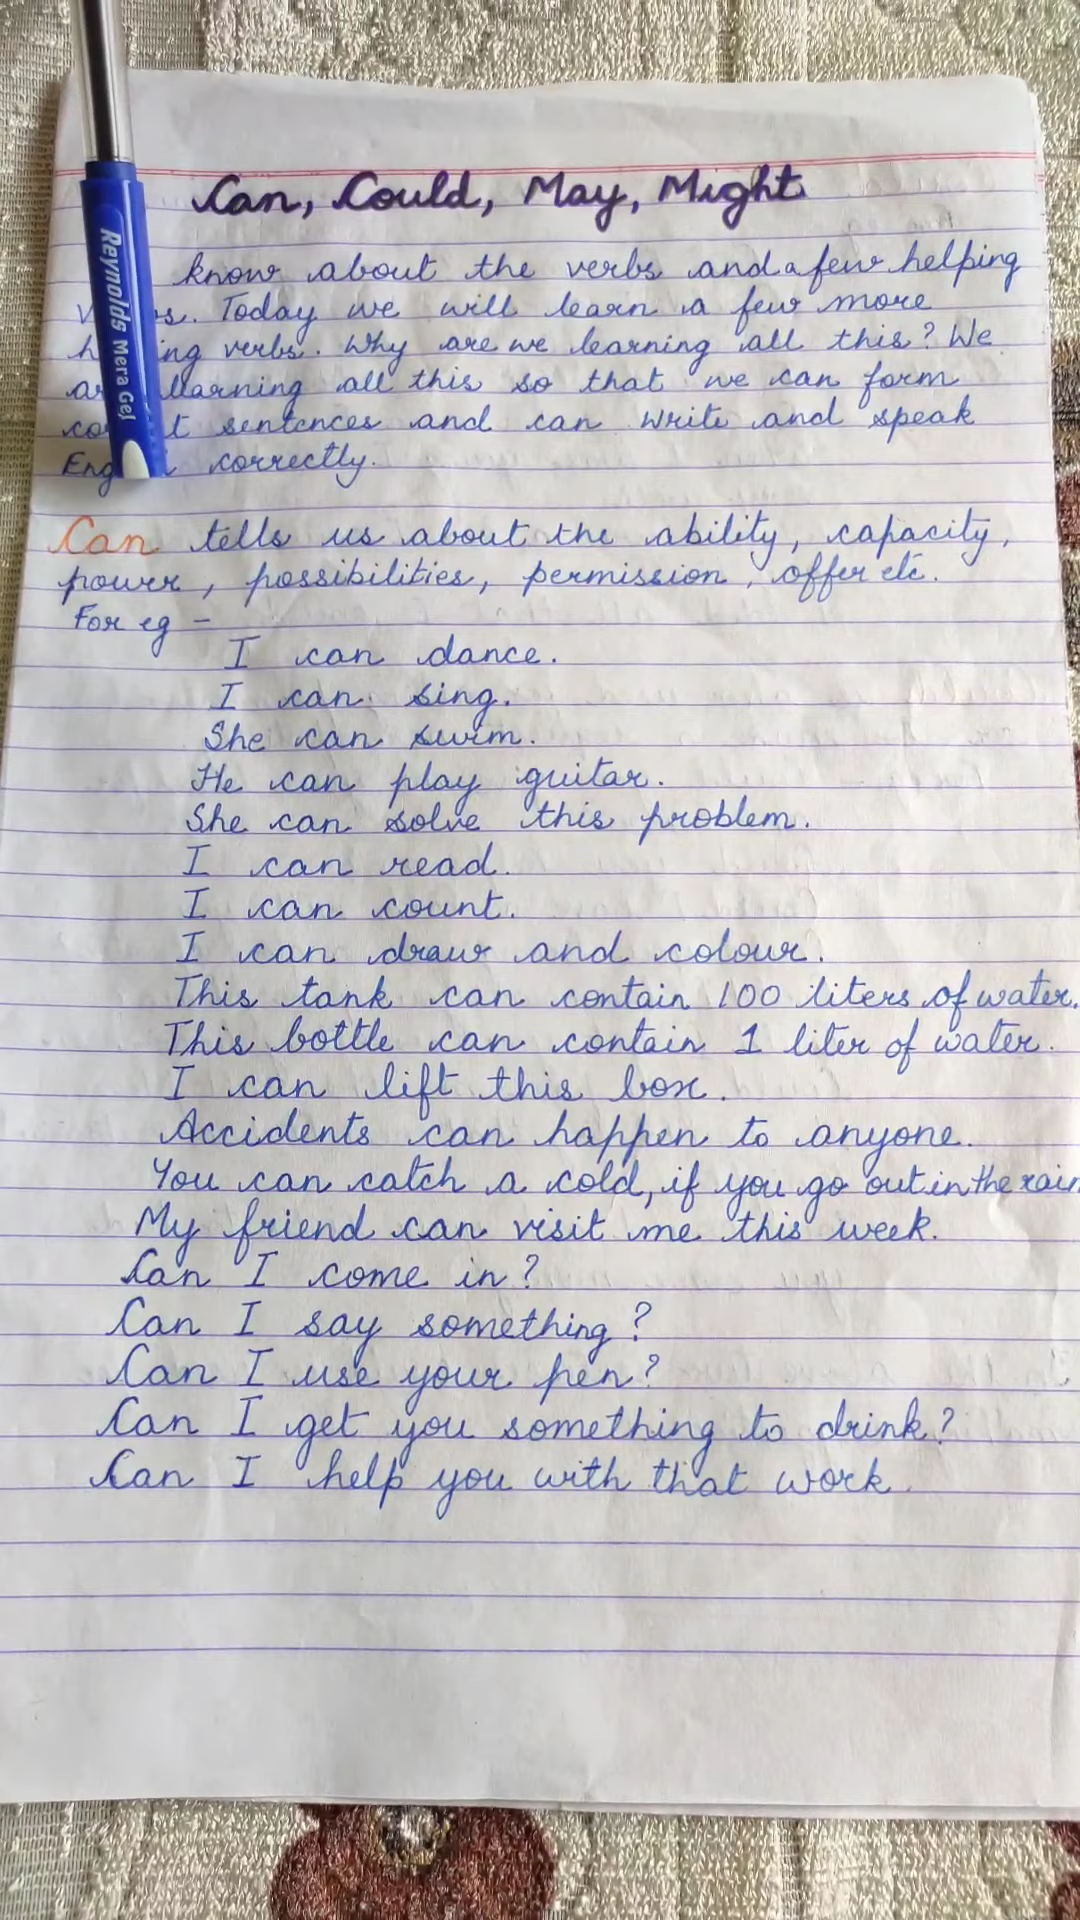 Can, Could, May, Might
know about the verbs and a few helping
Today we will learn a few more
verbs. Why are we learning all this? We
learning all this so that we can form
sentences and can write and speak
correctly.
Reynolds Mera Gel
Can tells us about the ability, capacity,
power, possibilities, permission, offer etc.
For eg -
I can dance.
I can sing.
She can swim.
He can play guitar.
She can solve this problem.
I can read.
I can count.
I can draw and colour.
This tank can contain 100 liters of water.
This bottle can contain 1 liter of water.
I can lift this box.
Accidents can happen to anyone.
You can catch a cold, if you go out in the rain
My friend can visit me this week.
Can I come in?
Can I say something?
Can I use your pen?
Can I get you something to drink?
Can I help you with that work.